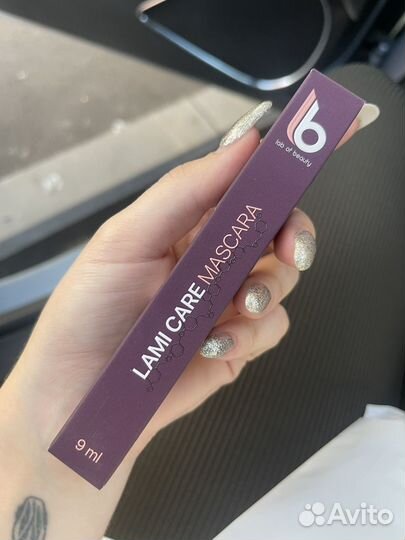 b
lab of beauty
LAMI CARE MASCARA
9 ml
Avito